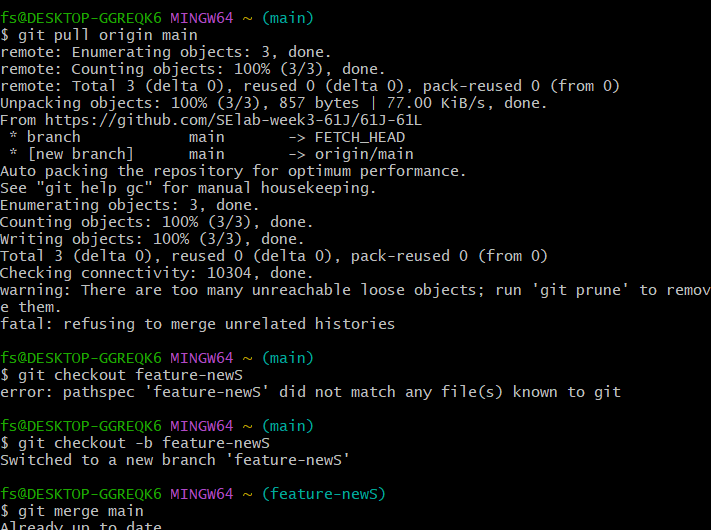 fs@DESKTOP-GGREQK6 MINGW64 ~ (main)
$ git pull origin main
remote: Enumerating objects: 3, done.
remote: Counting objects: 100% (3/3), done.
remote: Total 3 (delta 0), reused 0 (delta 0), pack-reused 0 (from 0)
Unpacking objects: 100% (3/3), 857 bytes | 77.00 KiB/s, done.
From https://github.com/SElab-week3-61J/61J-61L
 * branch            main       -> FETCH_HEAD
 * [new branch]      main       -> origin/main
Auto packing the repository for optimum performance.
See "git help gc" for manual housekeeping.
Enumerating objects: 3, done.
Counting objects: 100% (3/3), done.
Writing objects: 100% (3/3), done.
Total 3 (delta 0), reused 0 (delta 0), pack-reused 0 (from 0)
Checking connectivity: 10304, done.
warning: There are too many unreachable loose objects; run 'git prune' to remov
e them.
fatal: refusing to merge unrelated histories
fs@DESKTOP-GGREQK6 MINGW64 ~ (main)
$ git checkout feature-newS
error: pathspec 'feature-newS' did not match any file(s) known to git
fs@DESKTOP-GGREQK6 MINGW64 ~ (main)
$ git checkout -b feature-newS
Switched to a new branch 'feature-newS'
fs@DESKTOP-GGREQK6 MINGW64 ~ (feature-newS)
$ git merge main
Already up to date